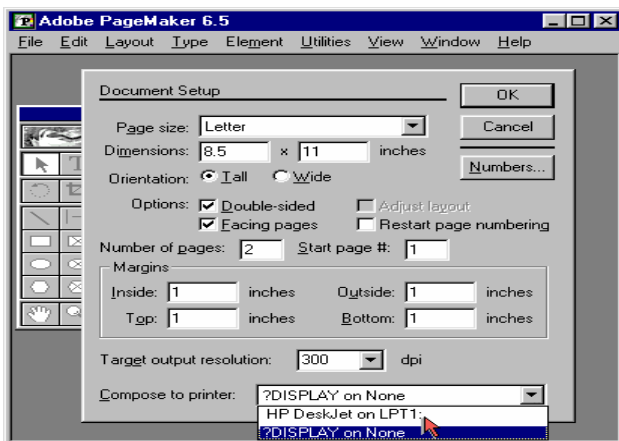 Adobe PageMaker 6.5
File Edit Layout Type Element Utilities View Window Help
Document Setup
OK
Page size: Letter
Cancel
Dimensions: 8.5 x 11 inches
Numbers...
Orientation: Tall Wide
Options: Double-sided Adjust layout
Facing pages Restart page numbering
Number of pages: 2 Start page #: 1
Margins
Inside: 1 inches Outside: 1 inches
Top: 1 inches Bottom: 1 inches
Target output resolution: 300 dpi
Compose to printer: ?DISPLAY on None
HP DeskJet on LPT1:
?DISPLAY on None